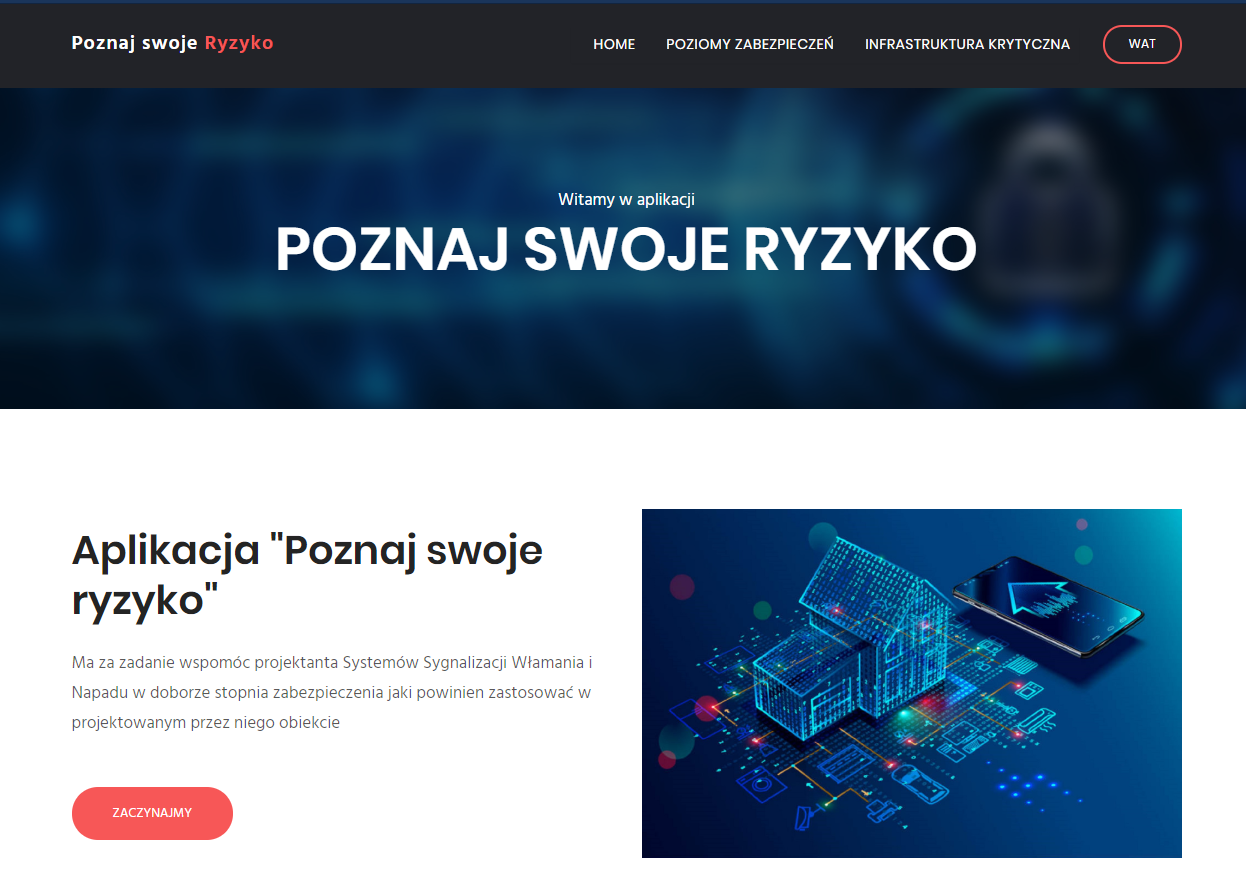 Poznaj swoje Ryzyko
HOME
POZIOMY ZABEZPIECZEŃ
INFRASTRUKTURA KRYTYCZNA
WAT
Witamy w aplikacji
POZNAJ SWOJE RYZYKO
Aplikacja "Poznaj swoje
ryzyko"
Ma za zadanie wspomóc projektanta Systemów Sygnalizacji Włamania i
Napadu w doborze stopnia zabezpieczenia jaki powinien zastosować w
projektowanym przez niego obiekcie
ZACZYNAJMY